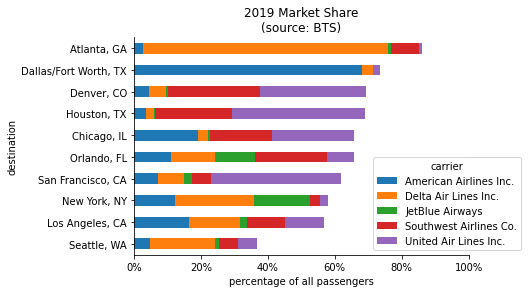 2019 Market Share
(source: BTS)
destination
Atlanta, GA
Dallas/Fort Worth, TX
Denver, CO
Houston, TX
Chicago, IL
Orlando, FL
San Francisco, CA
New York, NY
Los Angeles, CA
Seattle, WA
carrier
American Airlines Inc.
Delta Air Lines Inc.
JetBlue Airways
Southwest Airlines Co.
United Air Lines Inc.
0% 20% 40% 60% 80% 100%
percentage of all passengers